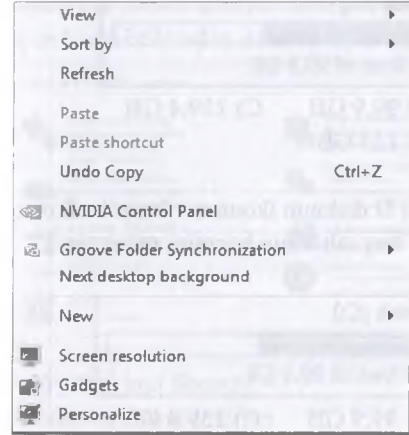 View
Sort by
Refresh
Paste
Paste shortcut
Undo Copy Ctrl+Z
NVIDIA Control Panel
Groove Folder Synchronization
Next desktop background
New
Screen resolution
Gadgets
Personalize